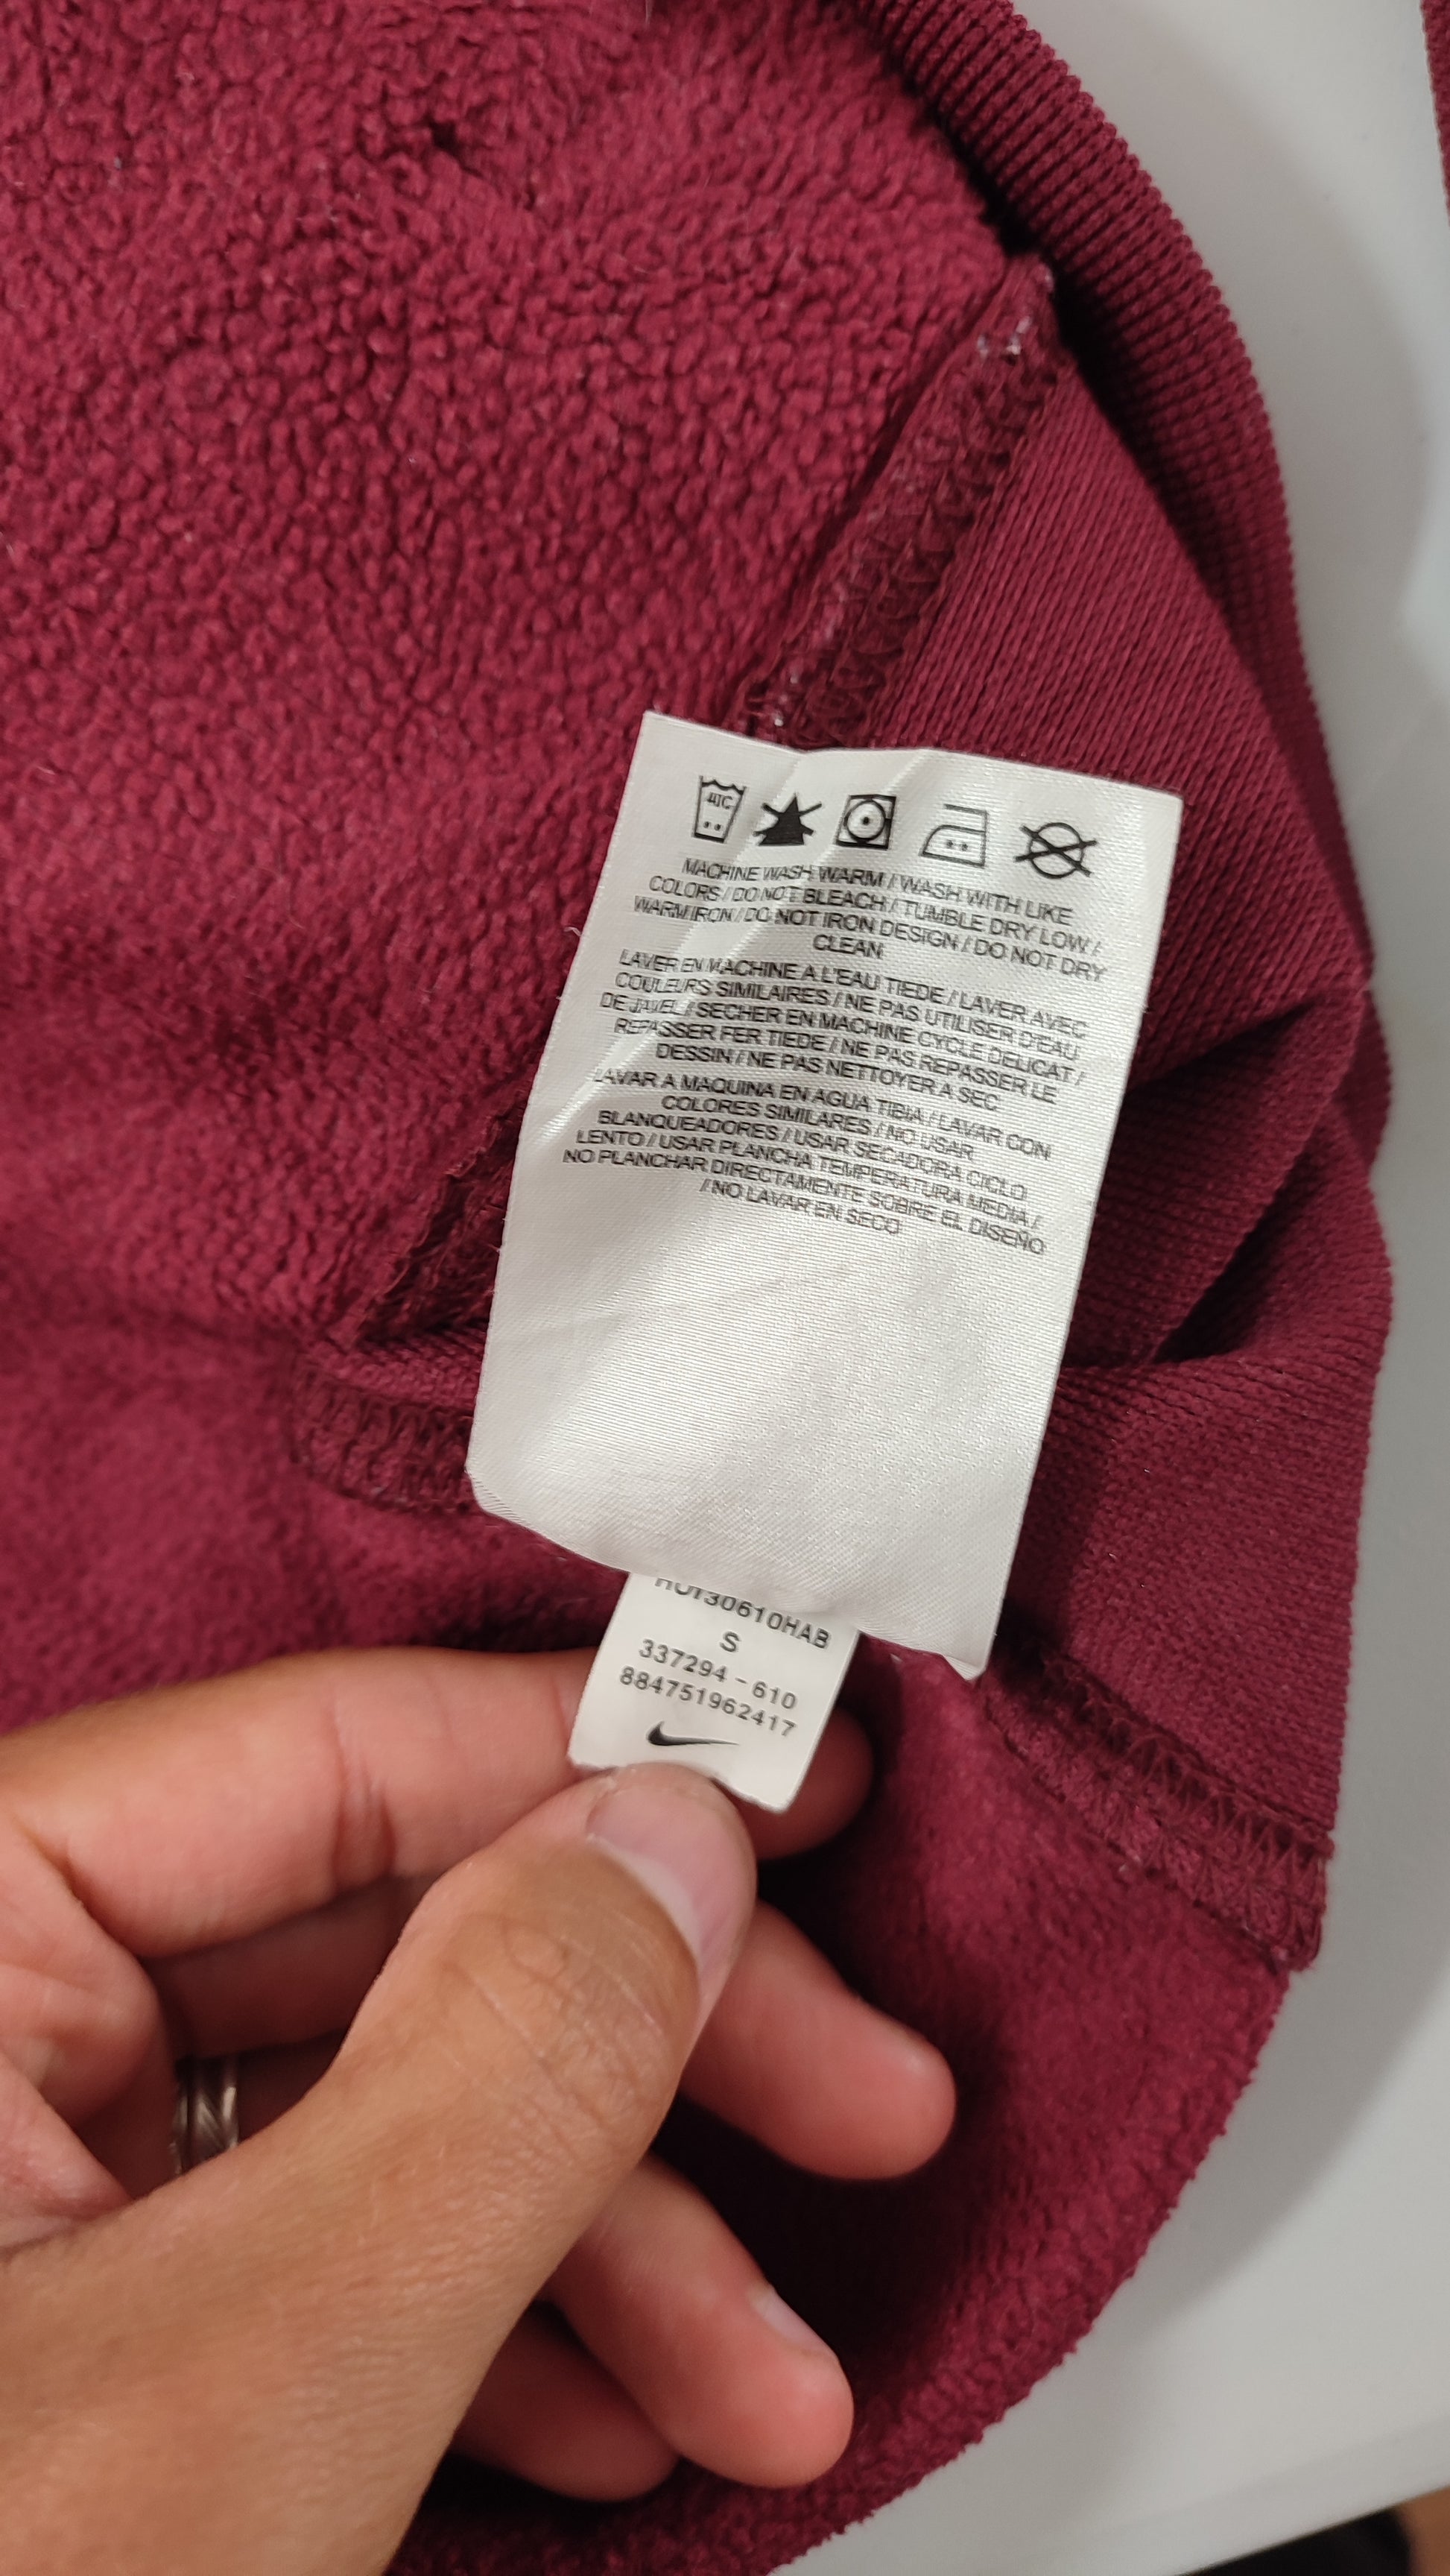 41C
MACHINE WASH WARM / WASH WITH LIKE
COLORS / DO NOT BLEACH / TUMBLE DRY LOW /
WARM IRON / DO NOT IRON DESIGN / DO NOT DRY
CLEAN
LAVER EN MACHINE A L'EAU TIEDE / LAVER AVEC
COULEURS SIMILAIRES / NE PAS UTILISER D'EAU
DE JAVEL / SECHER EN MACHINE CYCLE DELICAT /
REPASSER FER TIEDE / NE PAS REPASSER LE
DESSIN / NE PAS NETTOYER A SEC
LAVAR A MAQUINA EN AGUA TIBIA / LAVAR CON
COLORES SIMILARES / NO USAR
BLANQUEADORES / USAR SECADORA CICLO
LENTO / USAR PLANCHA TEMPERATURA MEDIA /
NO PLANCHAR DIRECTAMENTE SOBRE EL DISEÑO
/ NO LAVAR EN SECO
S
337294-610
884751962417